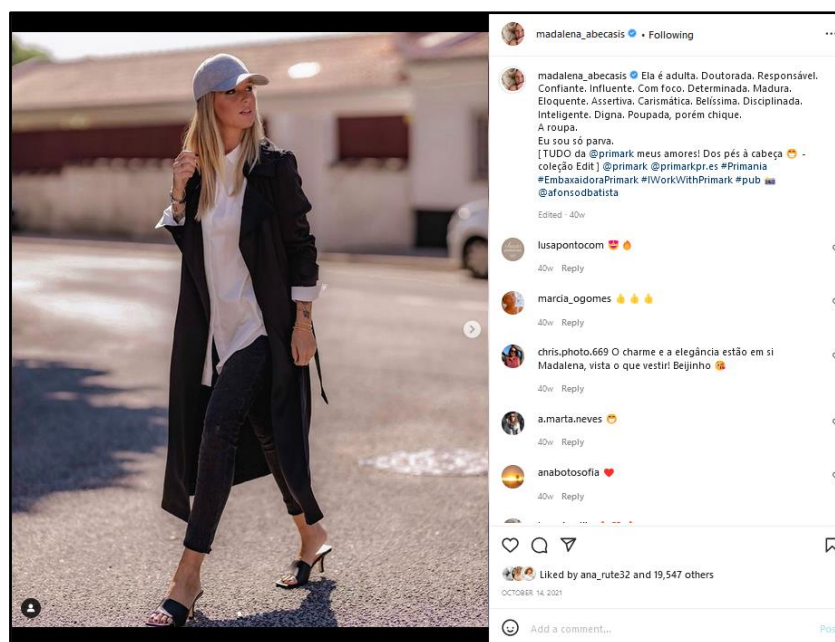 madalena_abecasis • Following
madalena_abecasis Ela é adulta. Doutorada. Responsável.
Confiante. Influente. Com foco. Determinada. Madura.
Eloquente. Assertiva. Carismática. Belíssima. Disciplinada.
Inteligente. Digna. Poupada, porém chique.
A roupa.
Eu sou só parva.
[ TUDO da @primark meus amores! Dos pés à cabeça 😁 -
coleção Edit ] @primark @primarkpr.es #Primania
#EmbaxaidoraPrimark #IWorkWithPrimark #pub 📸
@afonsodbatista
Edited · 40w
lusapontocom 😍 🔥
40w Reply
marcia_ogomes 👍 👍 👍
40w Reply
chris.photo.669 O charme e a elegância estão em si
Madalena, vista o que vestir! Beijinho 😘
40w Reply
a.marta.neves 😁
40w Reply
anabotosofia ❤️
40w Reply
Liked by ana_rute32 and 19,547 others
OCTOBER 14, 2021
Add a comment...